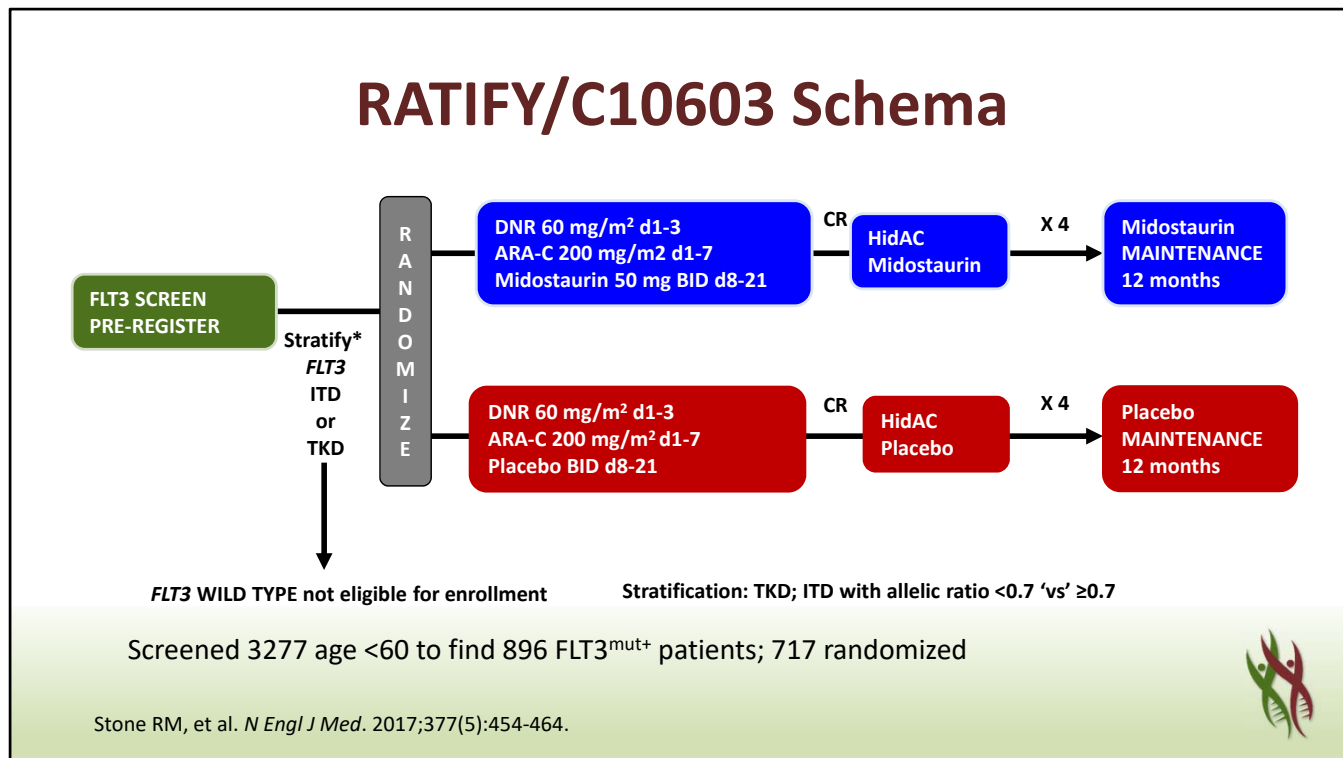 RATIFY/C10603 Schema
FLT3 SCREEN
PRE-REGISTER
Stratify*
FLT3
ITD
or
TKD
R
A
N
D
O
M
I
Z
E
DNR 60 mg/m² d1-3
ARA-C 200 mg/m2 d1-7
Midostaurin 50 mg BID d8-21
CR
HidAC
Midostaurin
X 4
Midostaurin
MAINTENANCE
12 months
DNR 60 mg/m² d1-3
ARA-C 200 mg/m² d1-7
Placebo BID d8-21
CR
HidAC
Placebo
X 4
Placebo
MAINTENANCE
12 months
FLT3 WILD TYPE not eligible for enrollment
Stratification: TKD; ITD with allelic ratio <0.7 ‘vs’ ≥0.7
Screened 3277 age <60 to find 896 FLT3ᵐᵘᵗ⁺ patients; 717 randomized
Stone RM, et al. N Engl J Med. 2017;377(5):454-464.